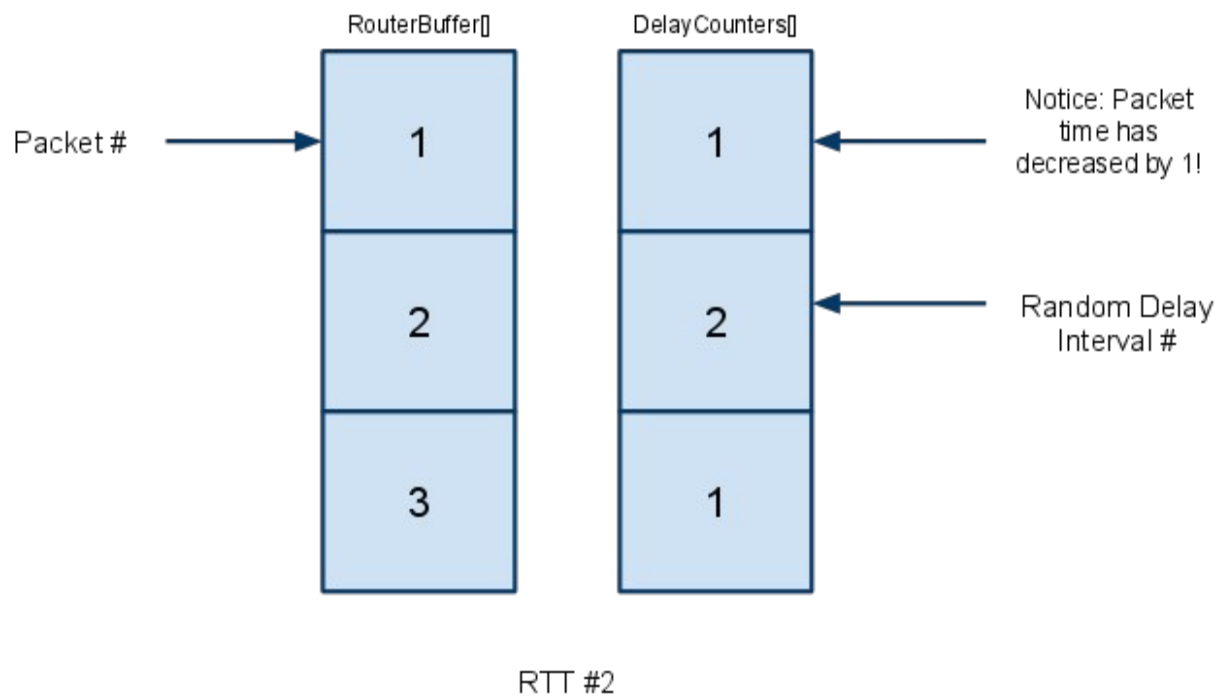 RouterBuffer[]
DelayCounters[]
Packet #
1
1
Notice: Packet
time has
decreased by 1!
2
2
Random Delay
Interval #
3
1
RTT #2